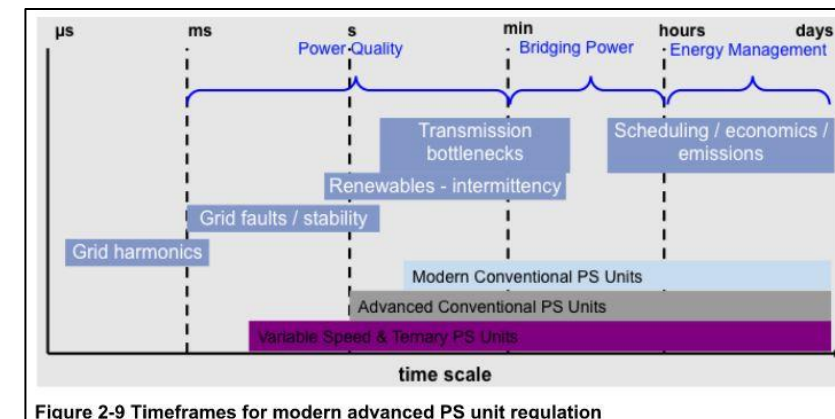 µs ms s min hours days
Power Quality Bridging Power Energy Management
Transmission
bottlenecks
Scheduling / economics /
emissions
Renewables - intermittency
Grid faults / stability
Grid harmonics
Modern Conventional PS Units
Advanced Conventional PS Units
Variable Speed & Ternary PS Units
time scale
Figure 2-9 Timeframes for modern advanced PS unit regulation